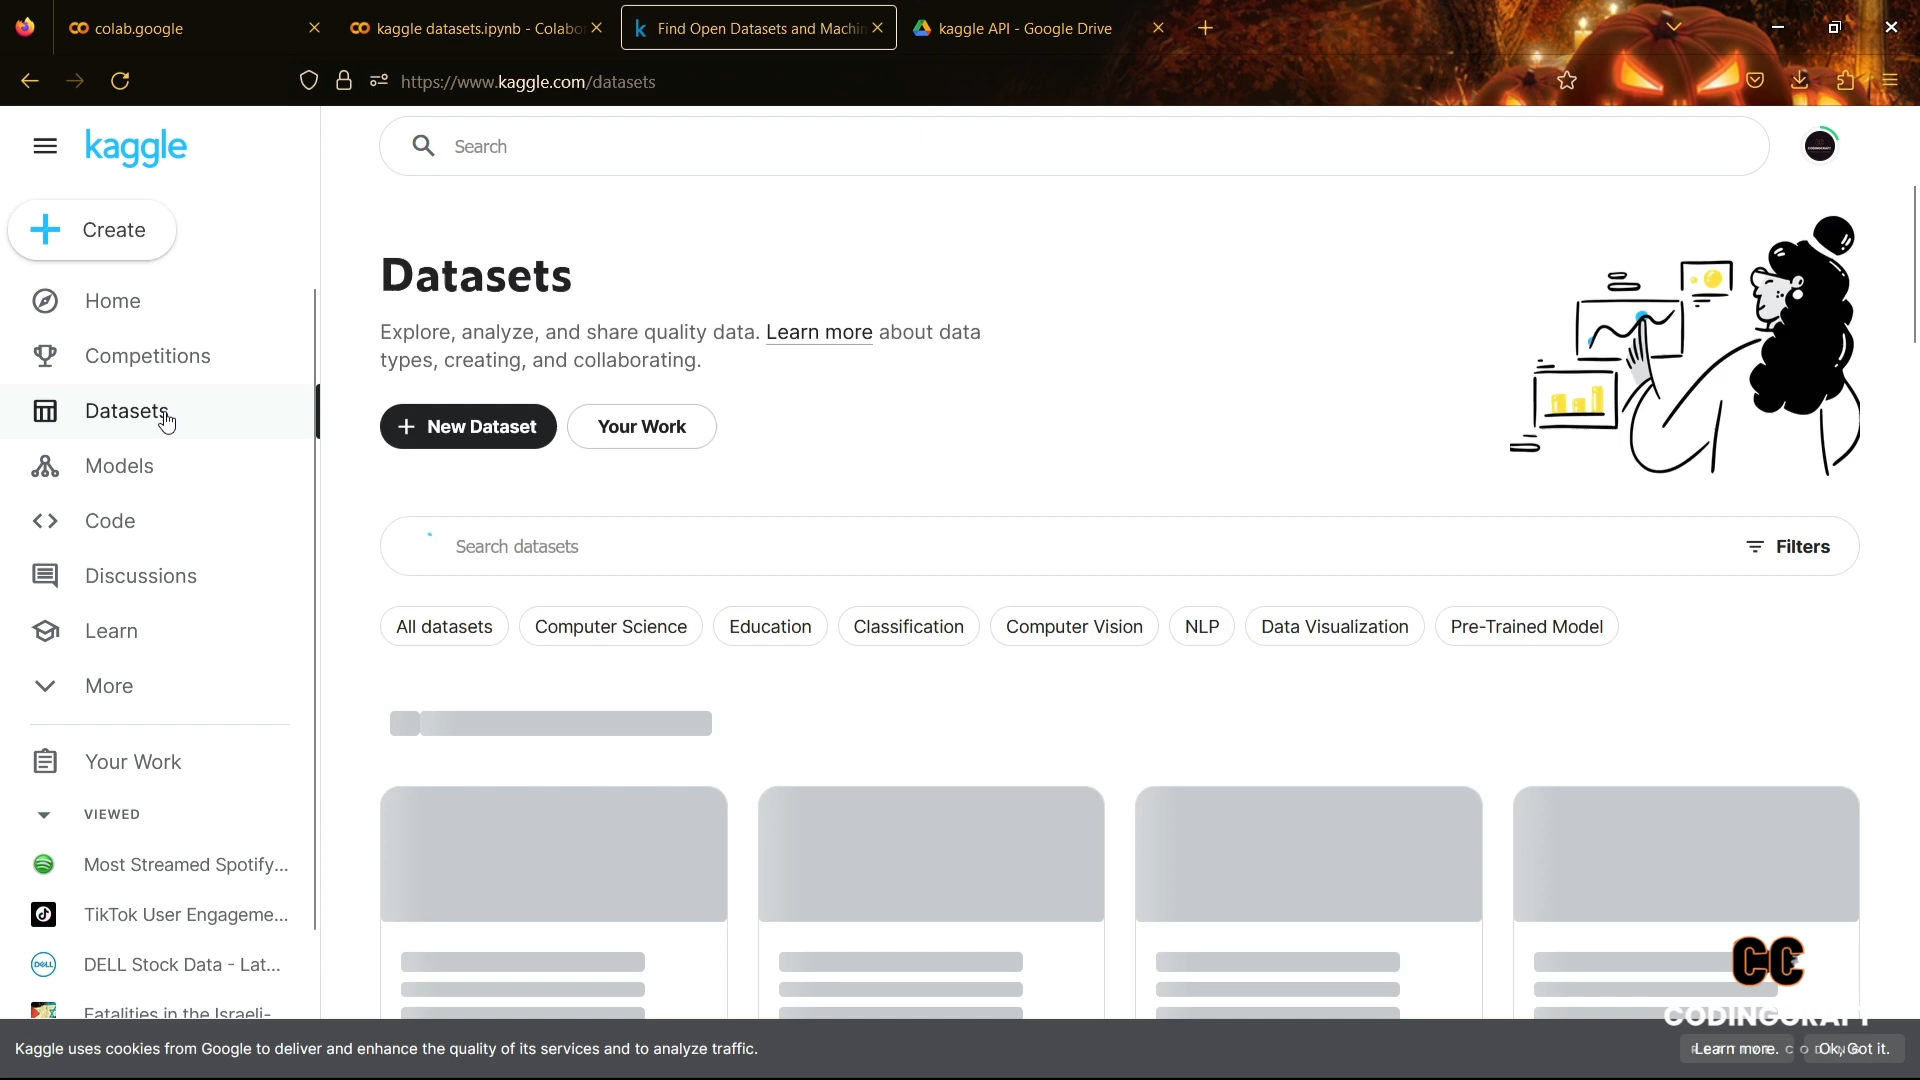 colab.google
kaggle datasets.ipynb - Colabo
Find Open Datasets and Machin
kaggle API - Google Drive
https://www.kaggle.com/datasets
kaggle
Search
Create
Home
Competitions
Datasets
Models
Code
Discussions
Learn
More
Your Work
VIEWED
Most Streamed Spotify...
TikTok User Engageme...
DELL
DELL Stock Data - Lat...
Fatalities in the Israeli-
Datasets
Explore, analyze, and share quality data. Learn more about data
types, creating, and collaborating.
+ New Dataset
Your Work
Search datasets
Filters
All datasets
Computer Science
Education
Classification
Computer Vision
NLP
Data Visualization
Pre-Trained Model
CC
CODINGCRAFT
Kaggle uses cookies from Google to deliver and enhance the quality of its services and to analyze traffic.
Learn more.
Ok, Got it.